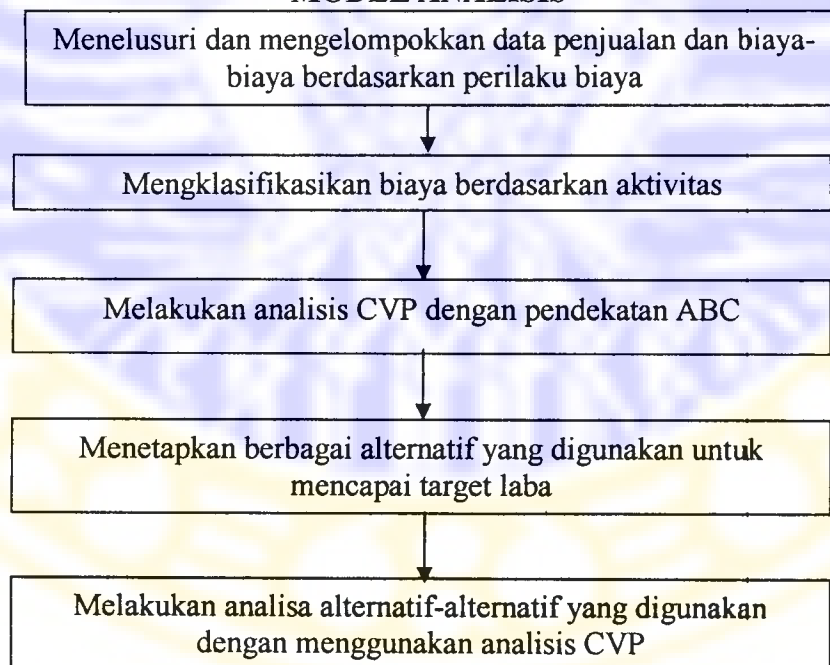 MODEL ANALISIS
Menelusuri dan mengelompokkan data penjualan dan biaya-
biaya berdasarkan perilaku biaya
Mengklasifikasikan biaya berdasarkan aktivitas
Melakukan analisis CVP dengan pendekatan ABC
Menetapkan berbagai alternatif yang digunakan untuk
mencapai target laba
Melakukan analisa alternatif-alternatif yang digunakan
dengan menggunakan analisis CVP